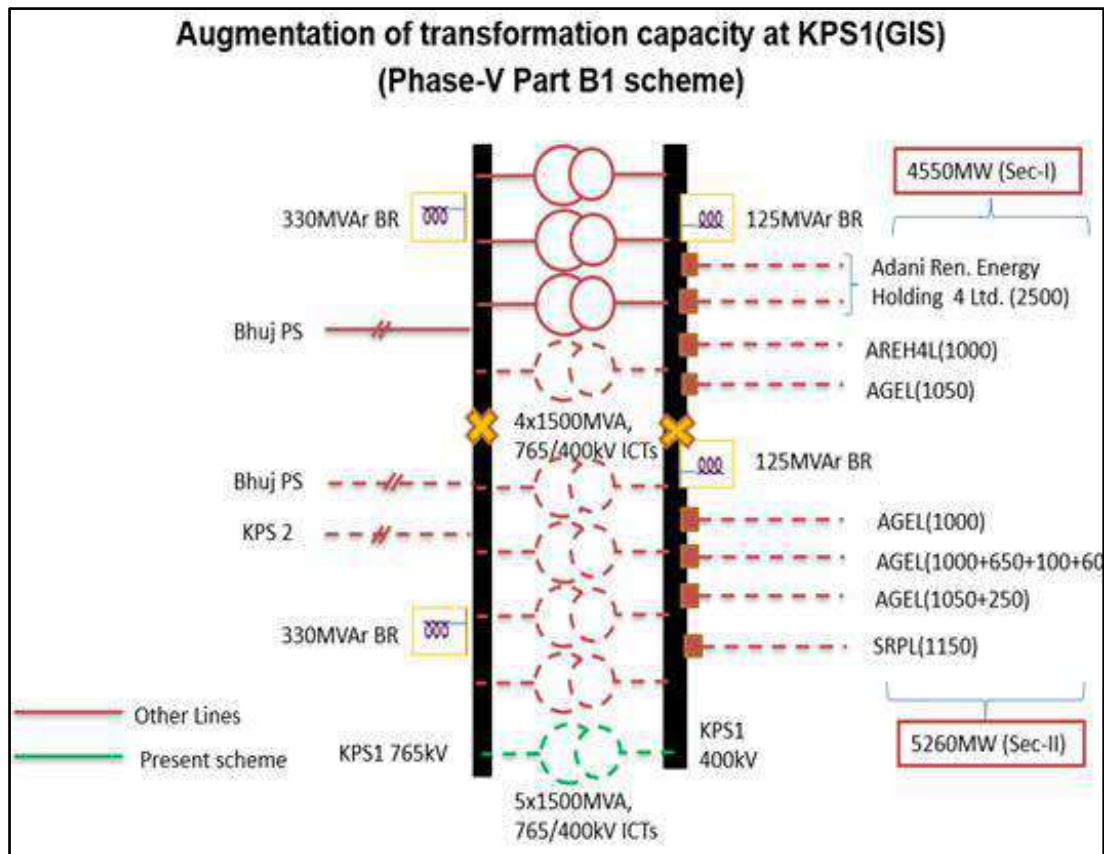 Augmentation of transformation capacity at KPS1(GIS)
(Phase-V Part B1 scheme)
4550MW (Sec-I)
330MVAr BR
125MVAr BR
Adani Ren. Energy
Holding 4 Ltd. (2500)
Bhuj PS
AREH4L(1000)
AGEL(1050)
4x1500MVA,
765/400kV ICTs
125MVAr BR
Bhuj PS
KPS 2
AGEL(1000)
AGEL(1000+650+100+60
AGEL(1050+250)
330MVAr BR
SRPL(1150)
Other Lines
Present scheme
KPS1 765kV
KPS1
400kV
5260MW (Sec-II)
5x1500MVA,
765/400kV ICTs